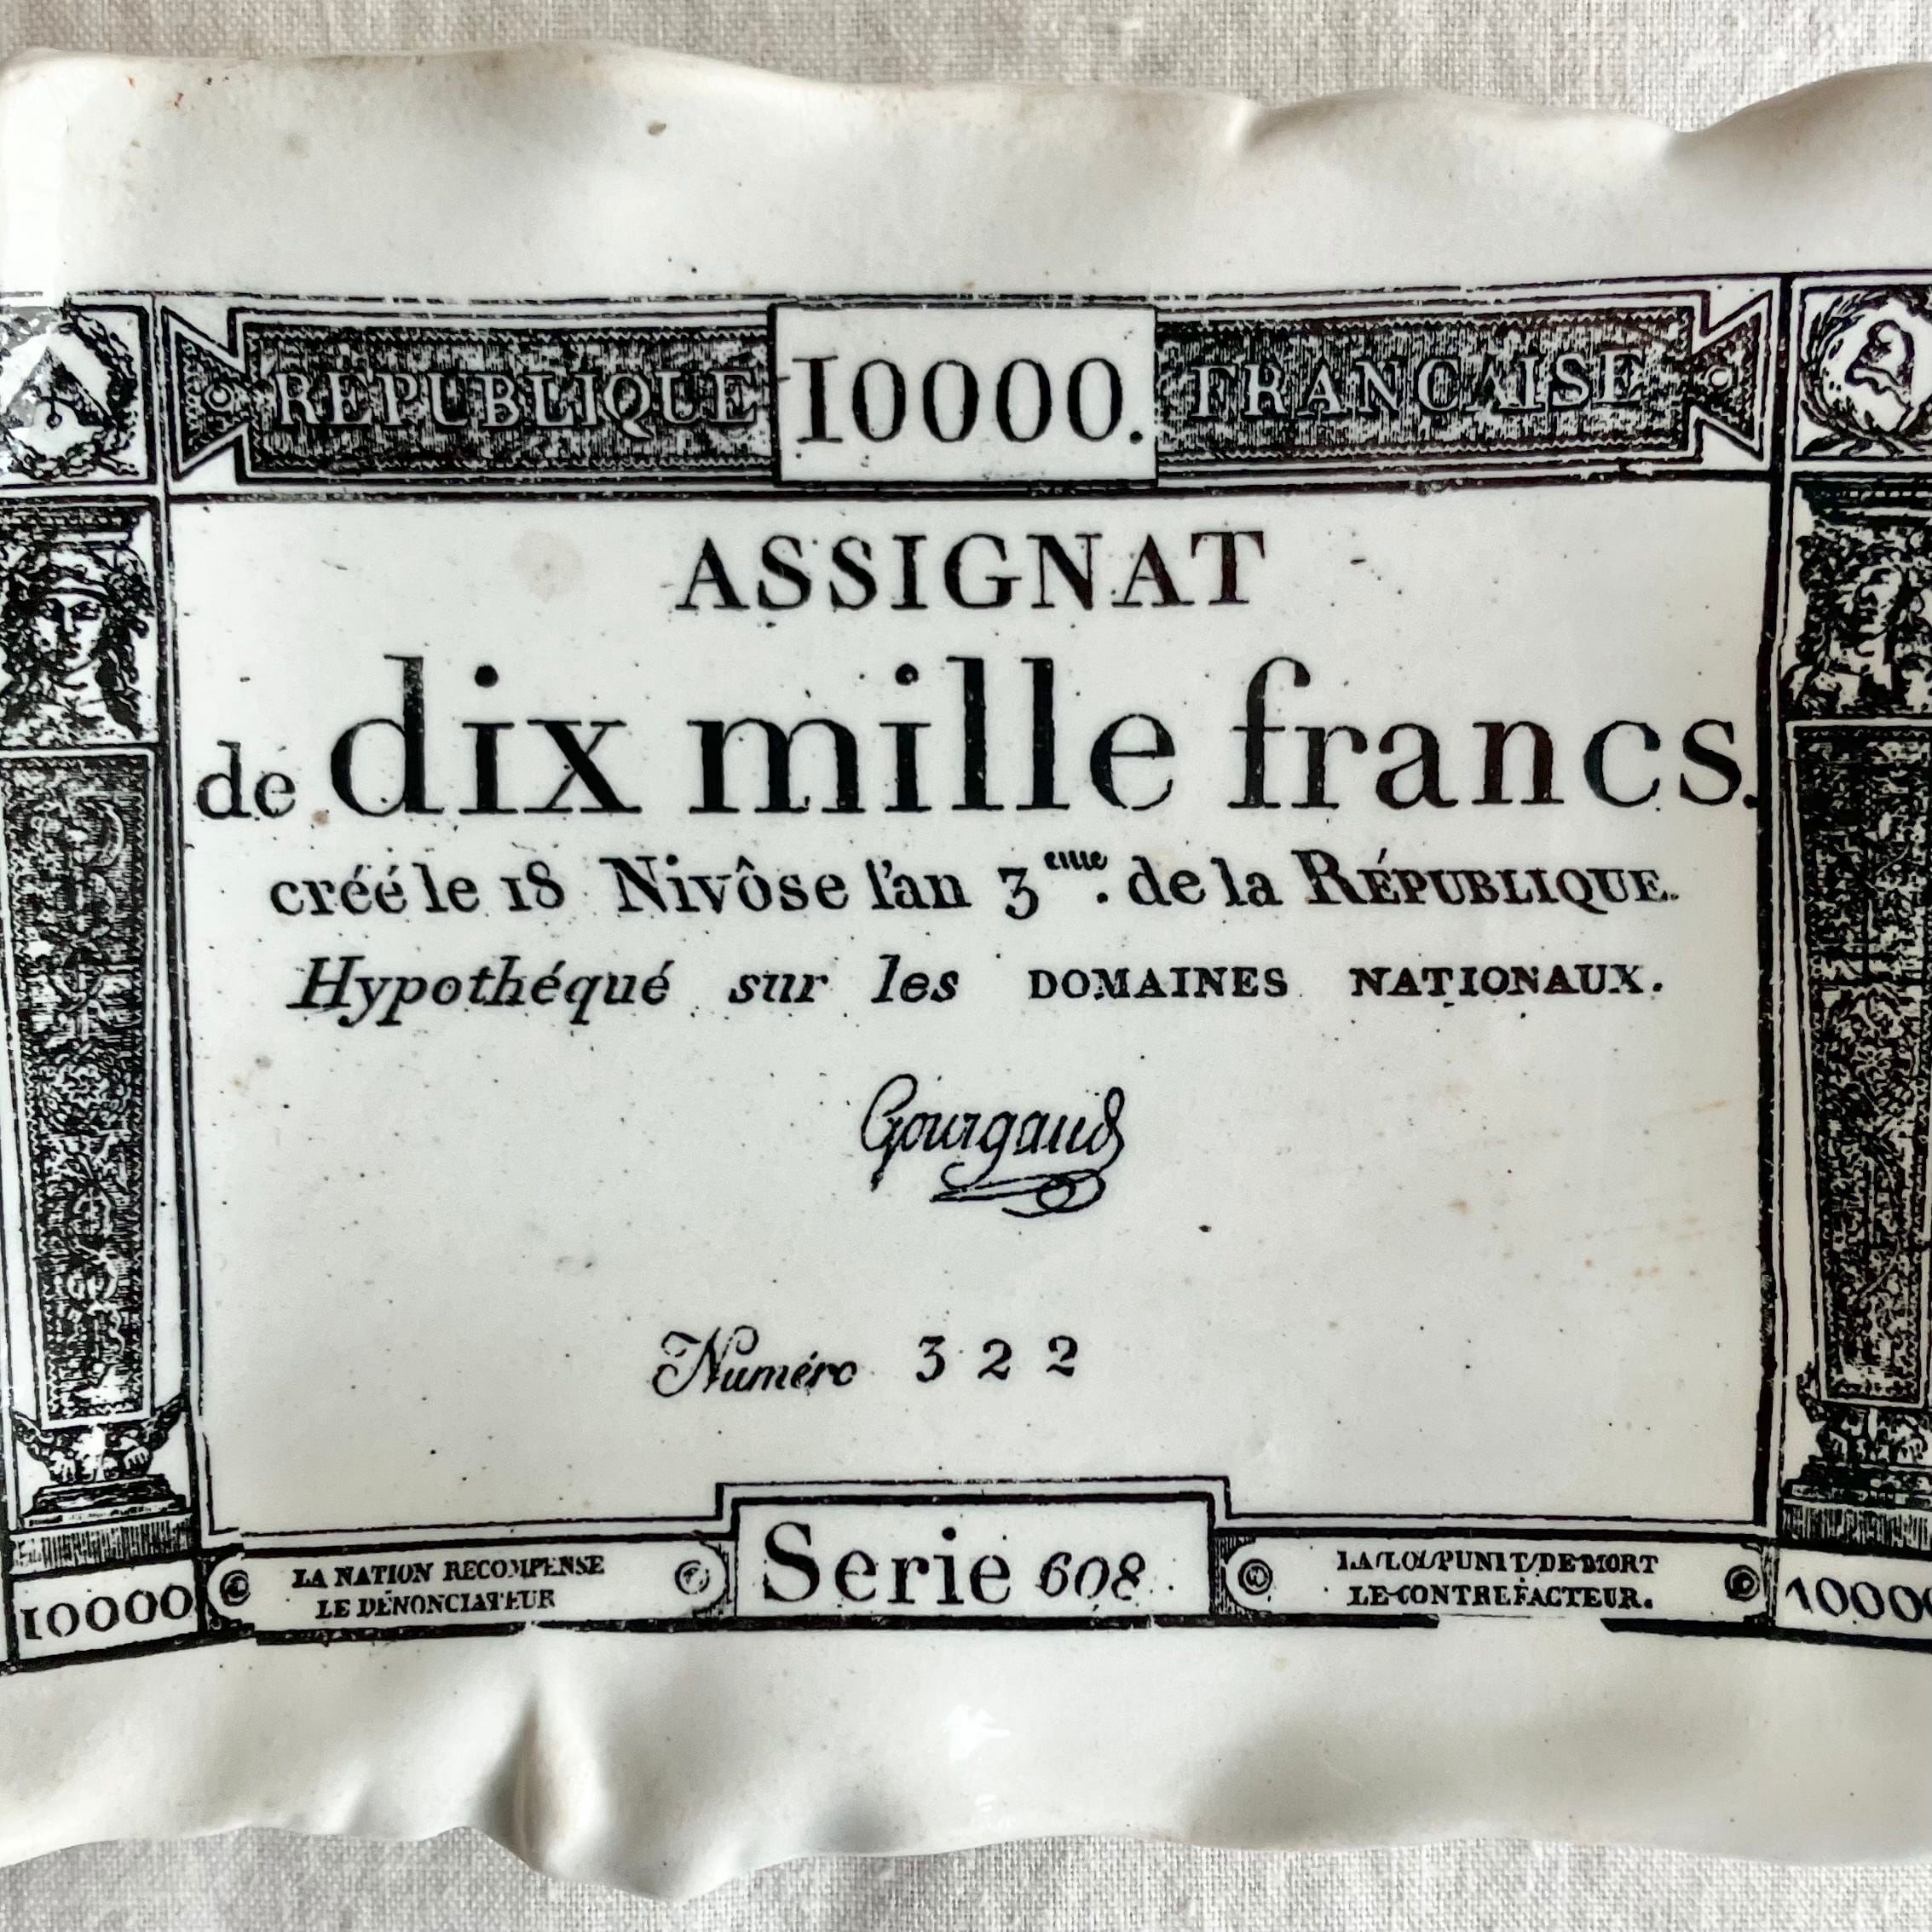 RÉPUBLIQUE 10000. FRANCAISE
ASSIGNAT
de dix mille francs.
créé le 18 Nivôse l'an 3eme. de la RÉPUBLIQUE.
Hypothéqué sur les DOMAINES NATIONAUX.
Gourgaud
Numéro 322
Serie 608
LA NATION RECOMPENSE
LE DÉNONCIATEUR
LA LOI PUNIT DE MORT
LE CONTREFACTEUR.
10000
10000